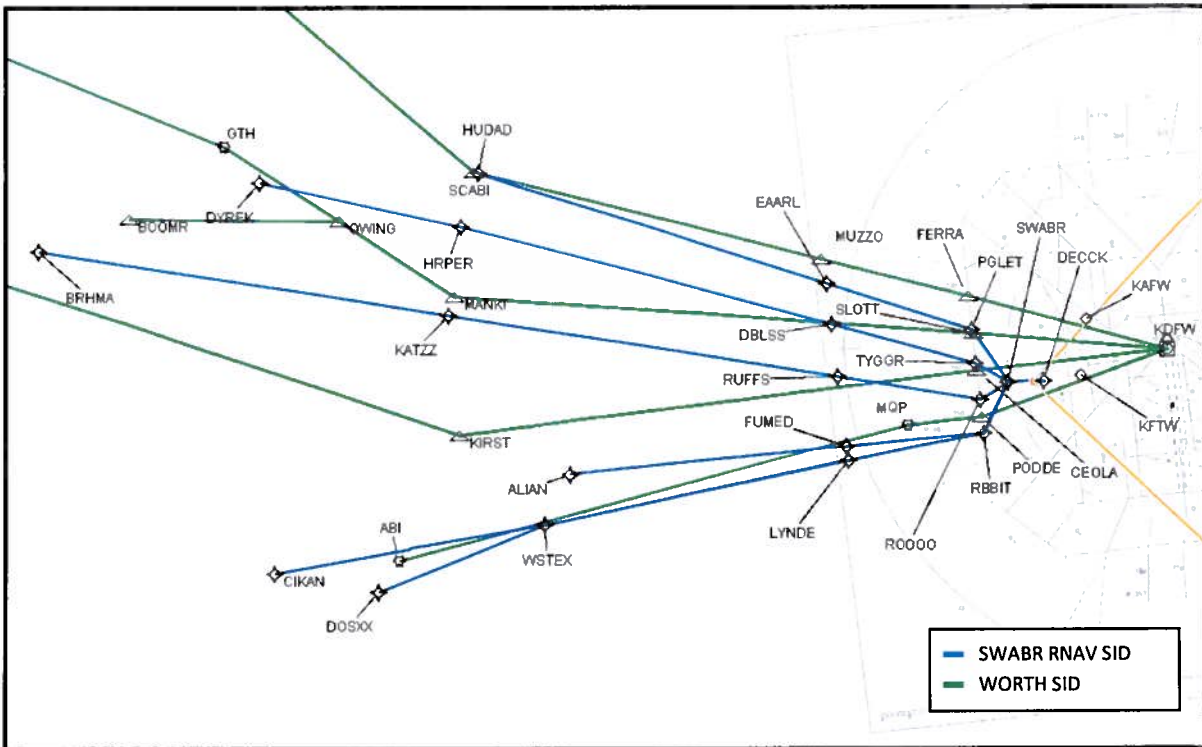 HUDAD
GTH
SCABI
EAARL
MUZZO
FERRA
SWABR
PGLET
DECCK
KAFW
DYREK
BOOMR
OWING
HRPER
BRHMA
MANKI
SLOTT
KDFW
KATZZ
DBLSS
TYGGR
RUFFS
MQP
KFTW
FUMED
KIRST
PODDE
CEOLA
ALIAN
RBBIT
LYNDE
ROOOO
ABI
WSTEX
CIKAN
DOSXX
SWABR RNAV SID
WORTH SID